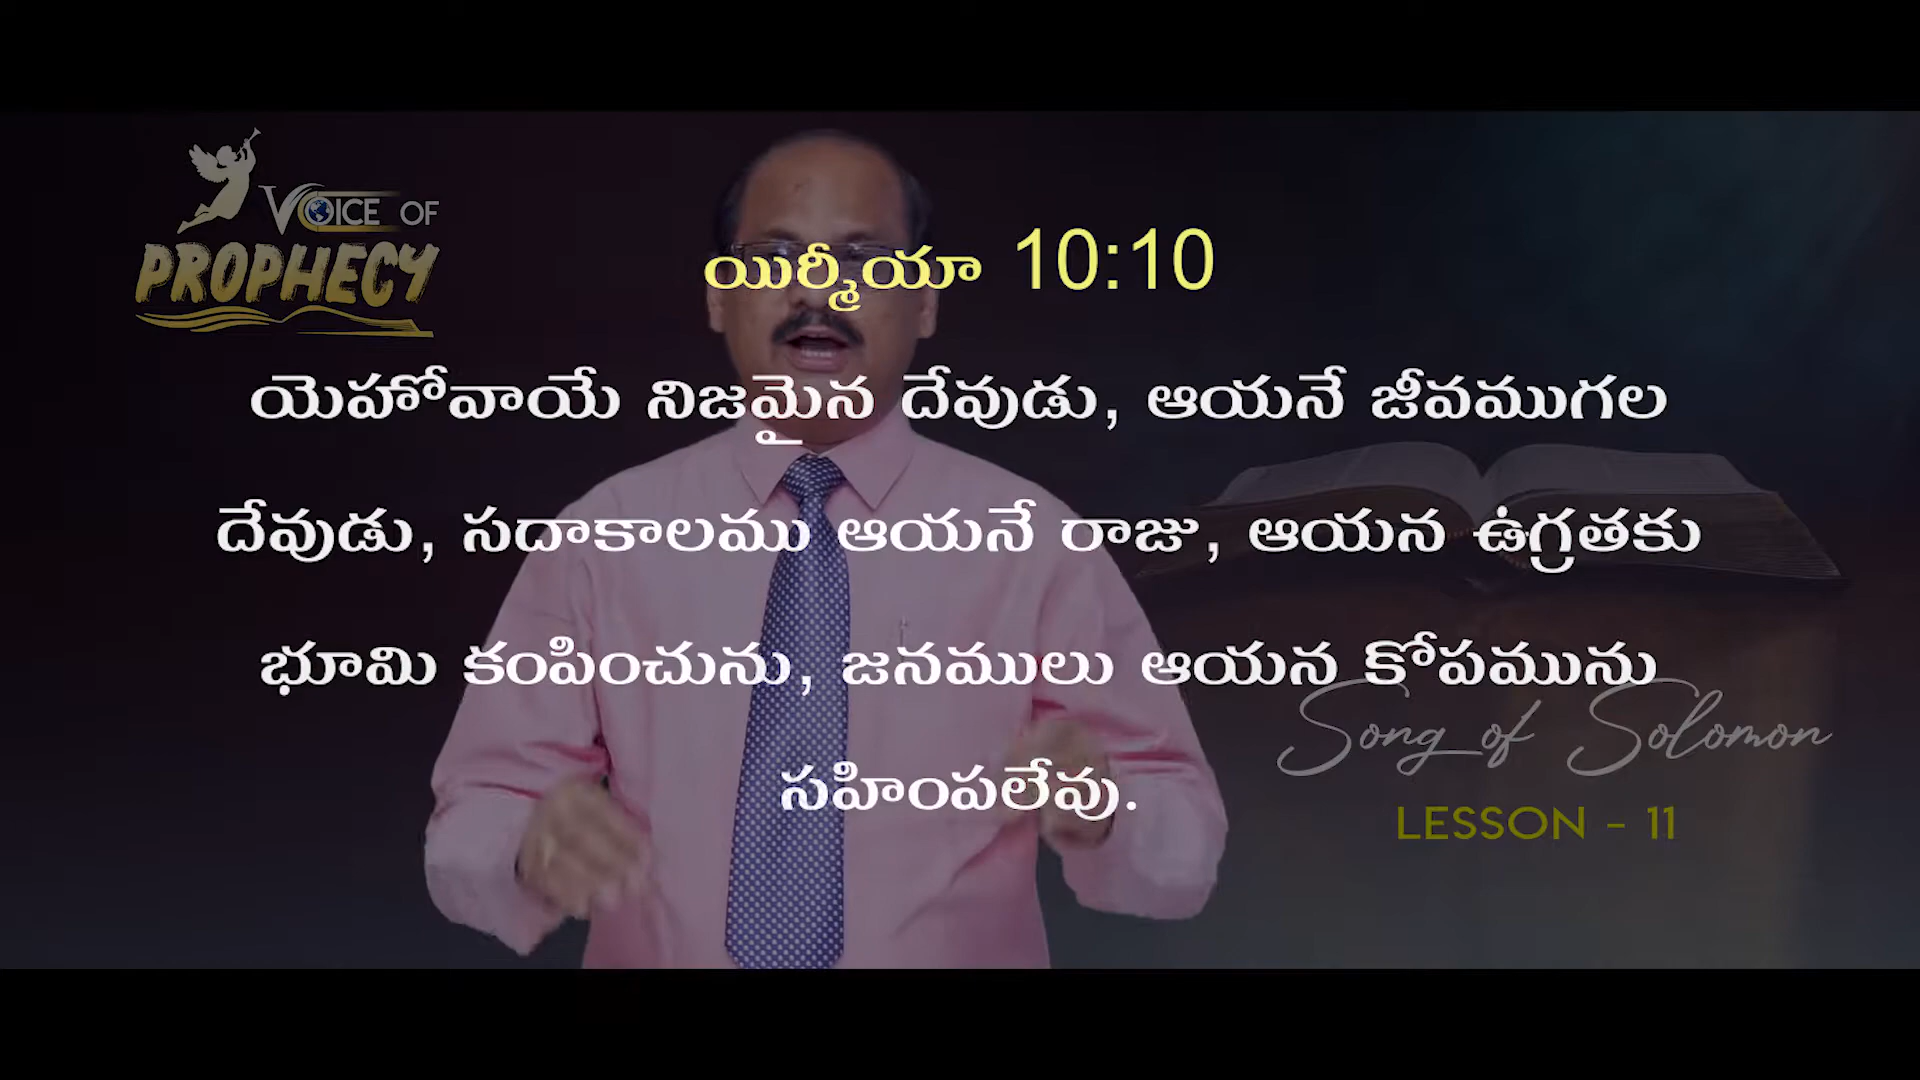 VOICE OF
PROPHECY
యిర్మీయా 10:10
యెహోవాయే నిజమైన దేవుడు, ఆయనే జీవముగల
దేవుడు, సదాకాలము ఆయనే రాజు, ఆయన ఉగ్రతకు
భూమి కంపించును, జనములు ఆయన కోపమును
సహింపలేవు.
Song of Solomon
LESSON - 11